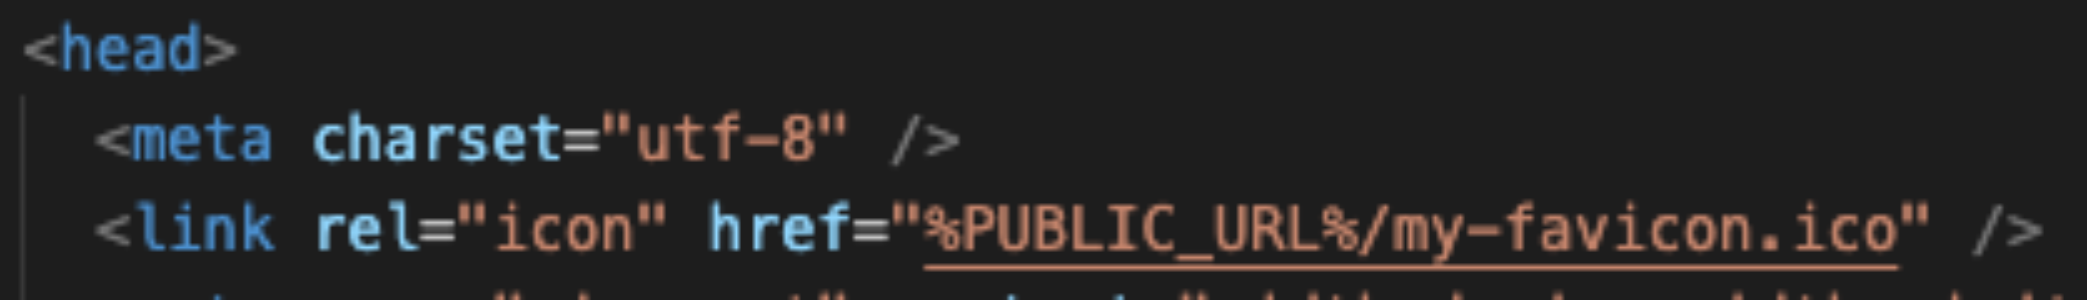 <head>
<meta charset="utf-8" />
<link rel="icon" href="%PUBLIC_URL%/my-favicon.ico" />